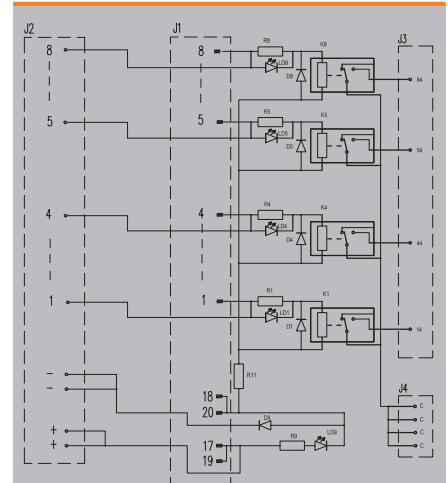 J2 J1 J3
8 8 R8 K8
LD8 D8 84
5 5 R5 K5
LD5 D5 54
4 4 R4 K4
LD4 D4 44
1 1 R1 K1
LD1 D1 14
R11
−
18
−
20
J4
C
D9
C
+
17 R9 LD9
C
+
19
C